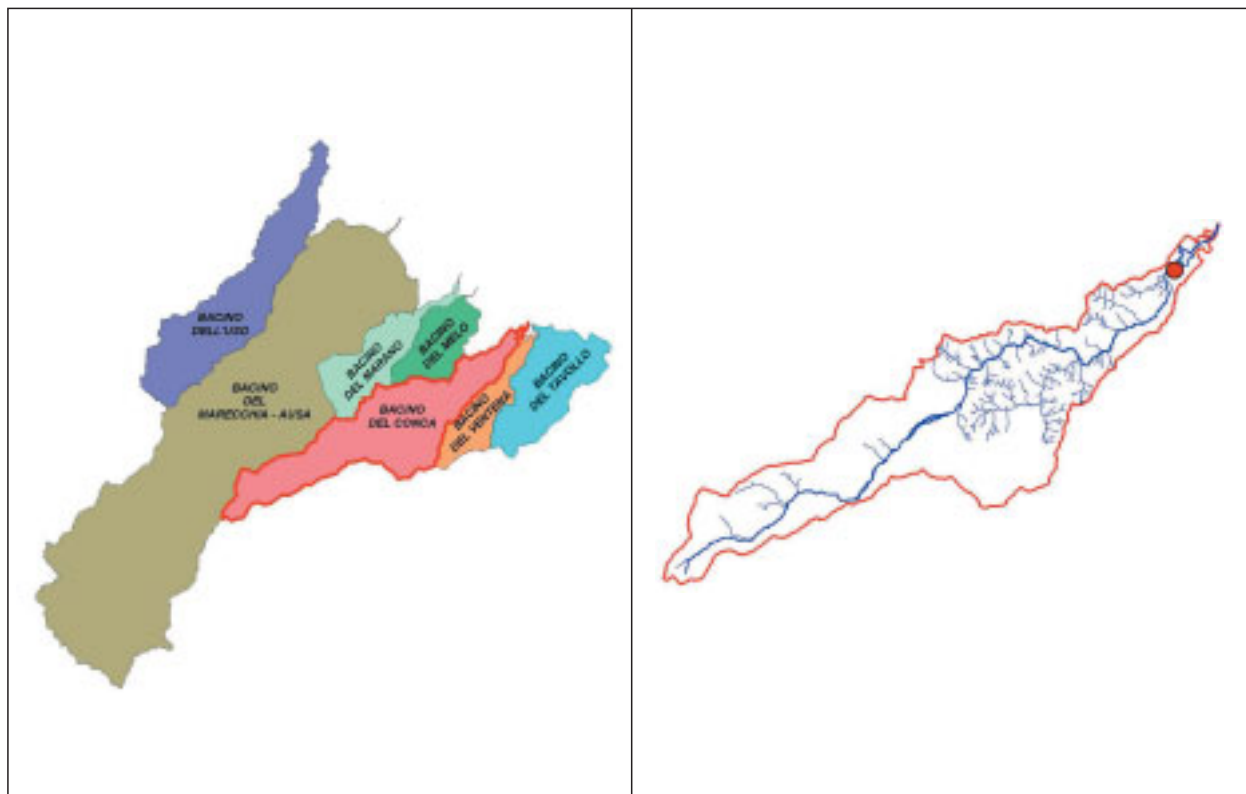 BACINO
DELL'USO
BACINO
DEL
MARECCHIA - AUSA
BACINO
DEL MARANO
BACINO
DEL MELO
BACINO
DEL CONCA
BACINO
DEL VENTENA
BACINO
DEL TAVOLLO